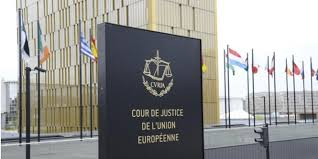 CVRIA
COUR DE JUSTICE
DE L'UNION
EUROPÉENNE